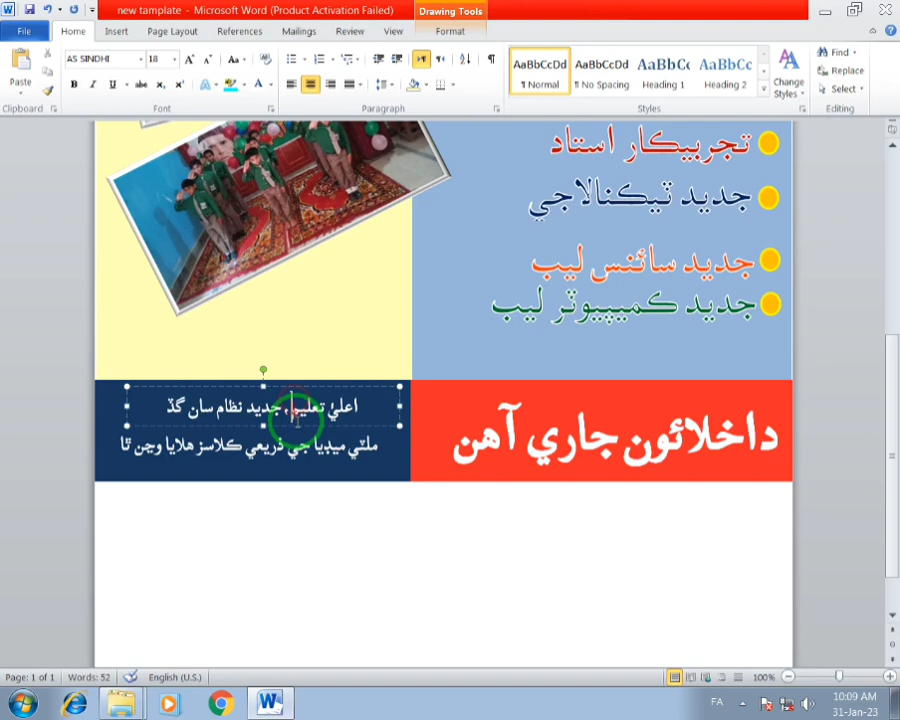 new tamplate - Microsoft Word (Product Activation Failed)
Drawing Tools
File
Home
Insert
Page Layout
References
Mailings
Review
View
Format
Paste
Clipboard
AS SINDHI
18
Font
Paragraph
AaBbCcDd
¶ Normal
AaBbCcDd
¶ No Spacing
AaBbCc
Heading 1
AaBbCc
Heading 2
Styles
Change Styles
Find
Replace
Select
Editing
تجربيڪار استاد
جديد ٽيڪنالاجي
جديد سائنس ليب
جديد ڪمپيوٽر ليب
اعليٰ تعليم، جديد نظام سان گڏ
ملٽي ميڊيا جي ذريعي ڪلاسز هلايا وڃن ٿا
داخلائون جاري آهن
Page: 1 of 1
Words: 52
English (U.S.)
100%
FA
10:09 AM
31-Jan-23